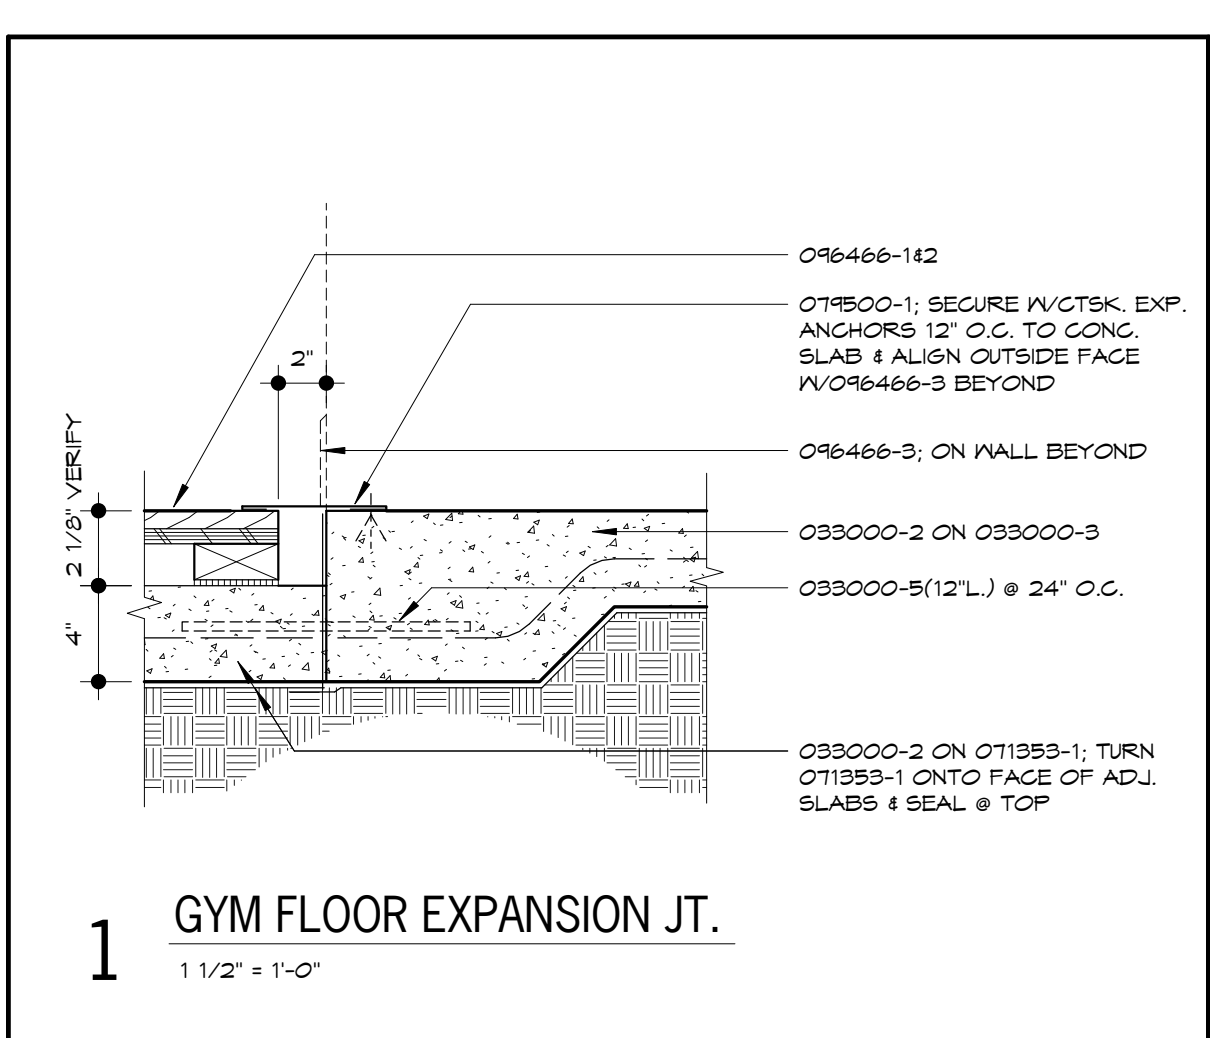 096466-1&2
079500-1; SECURE W/CTSK. EXP.
ANCHORS 12" O.C. TO CONC.
SLAB & ALIGN OUTSIDE FACE
W/096466-3 BEYOND
2"
096466-3; ON WALL BEYOND
2 1/8" VERIFY
033000-2 ON 033000-3
033000-5(12"L.) @ 24" O.C.
4"
033000-2 ON 071353-1; TURN
071353-1 ONTO FACE OF ADJ.
SLABS & SEAL @ TOP
1
GYM FLOOR EXPANSION JT.
1 1/2" = 1'-0"